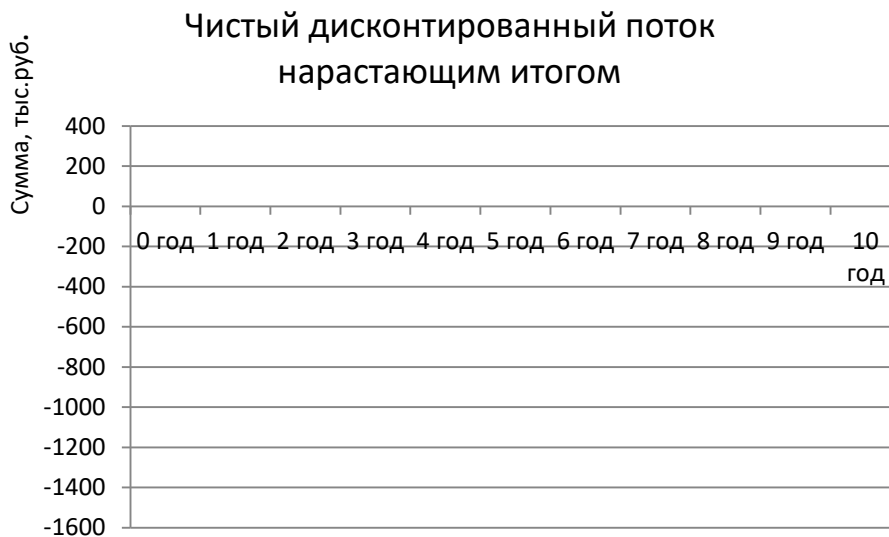 Чистый дисконтированный поток
нарастающим итогом
Сумма, тыс.руб.
400
200
0
-200
-400
-600
-800
-1000
-1200
-1400
-1600
0 год 1 год 2 год 3 год 4 год 5 год 6 год 7 год 8 год 9 год 10
год